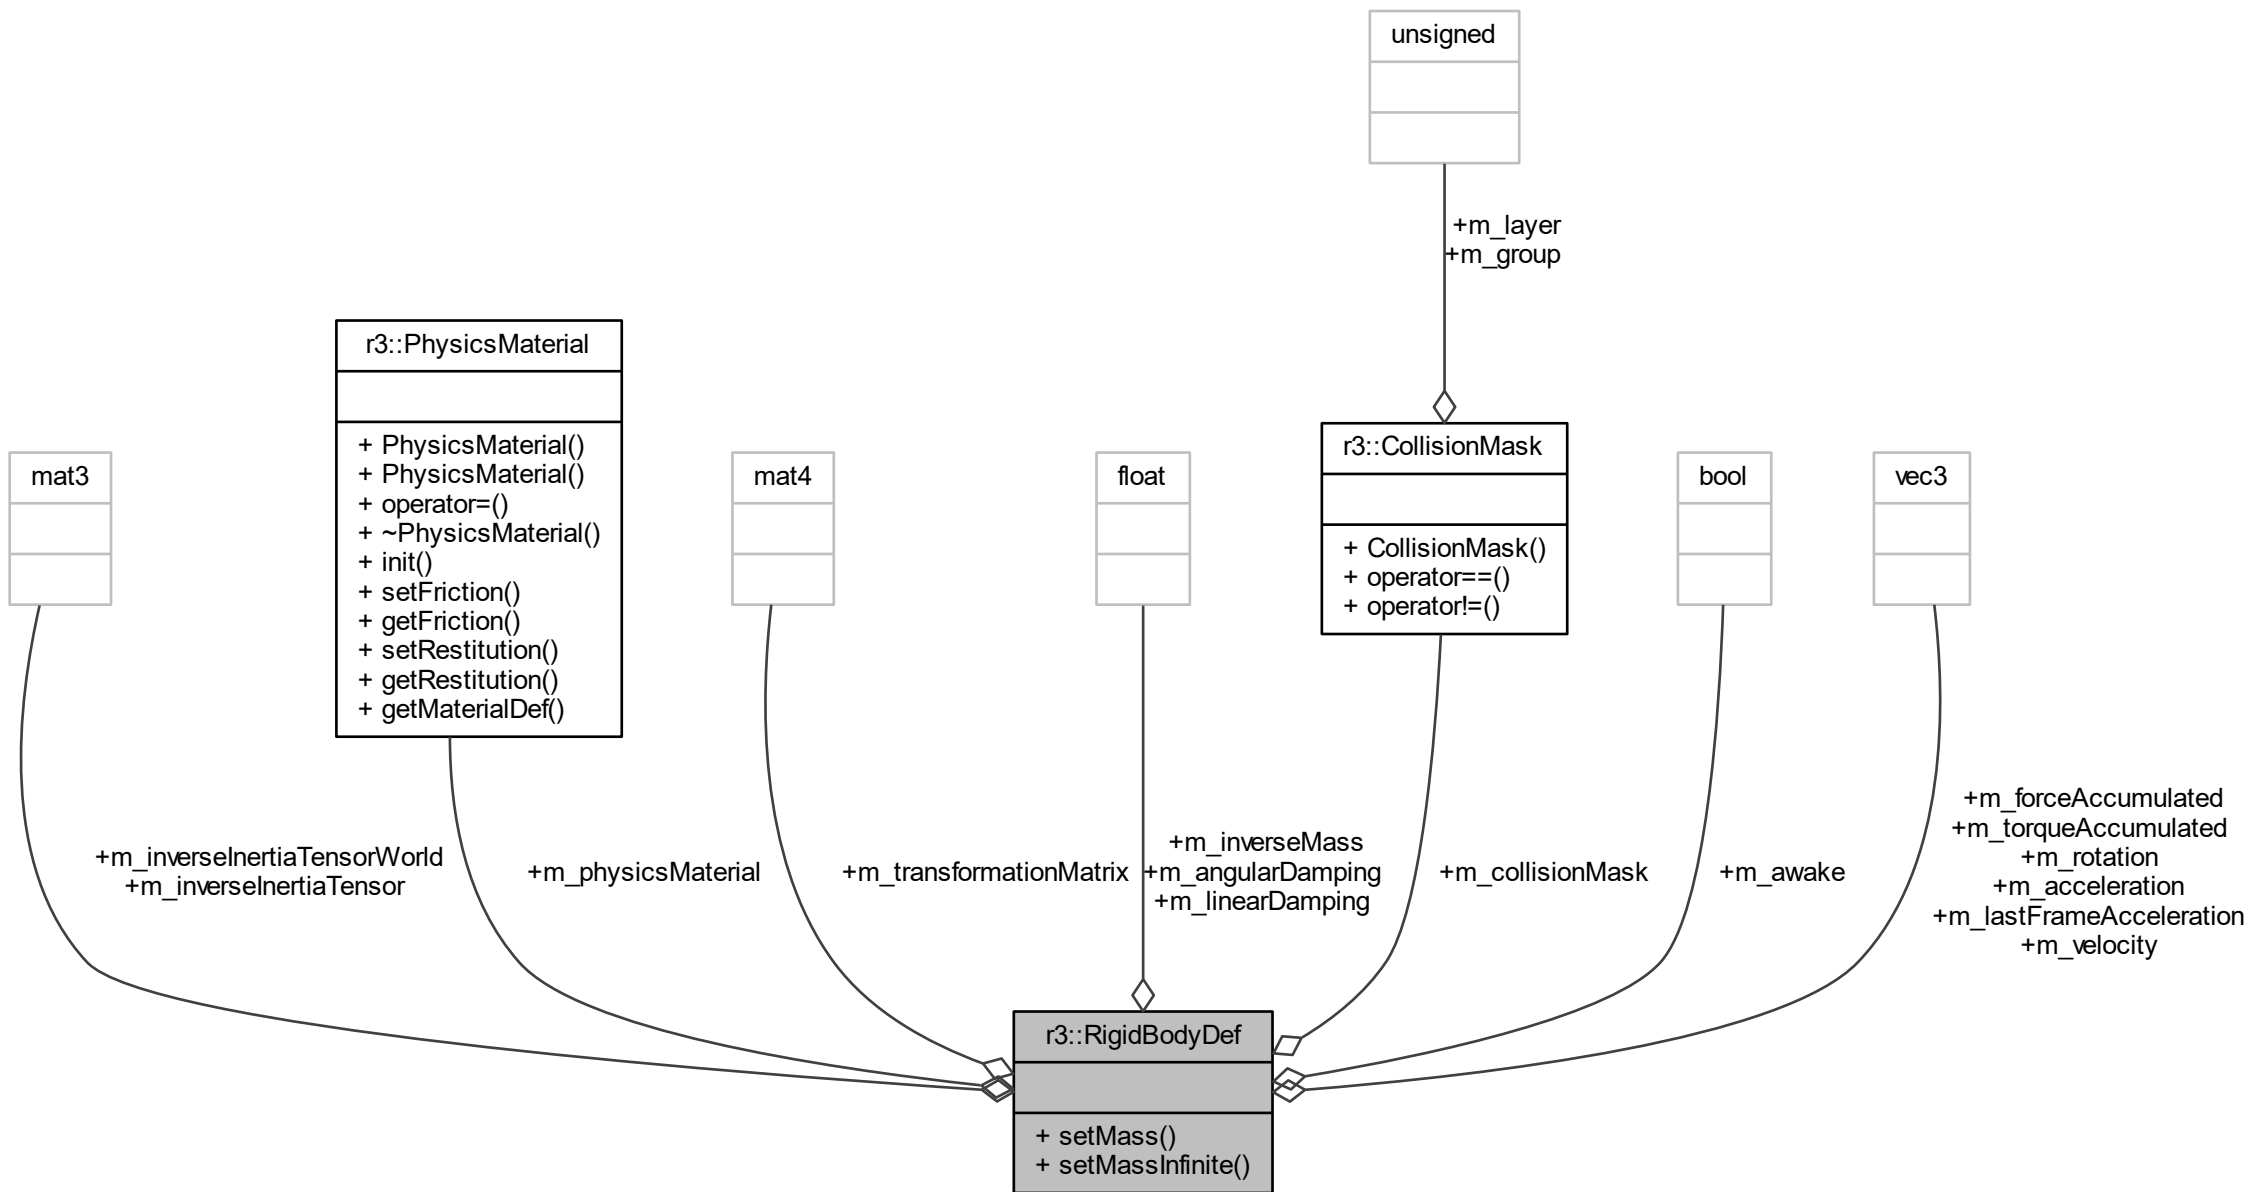 unsigned
+m_layer
+m_group
r3::PhysicsMaterial
+ PhysicsMaterial()
+ PhysicsMaterial()
+ operator=()
+ ~PhysicsMaterial()
+ init()
+ setFriction()
+ getFriction()
+ setRestitution()
+ getRestitution()
+ getMaterialDef()
mat3
mat4
float
r3::CollisionMask
+ CollisionMask()
+ operator==()
+ operator!=()
bool
vec3
+m_inverseInertiaTensorWorld
+m_inverseInertiaTensor
+m_physicsMaterial
+m_transformationMatrix
+m_inverseMass
+m_angularDamping
+m_linearDamping
+m_collisionMask
+m_awake
+m_forceAccumulated
+m_torqueAccumulated
+m_rotation
+m_acceleration
+m_lastFrameAcceleration
+m_velocity
r3::RigidBodyDef
+ setMass()
+ setMassInfinite()